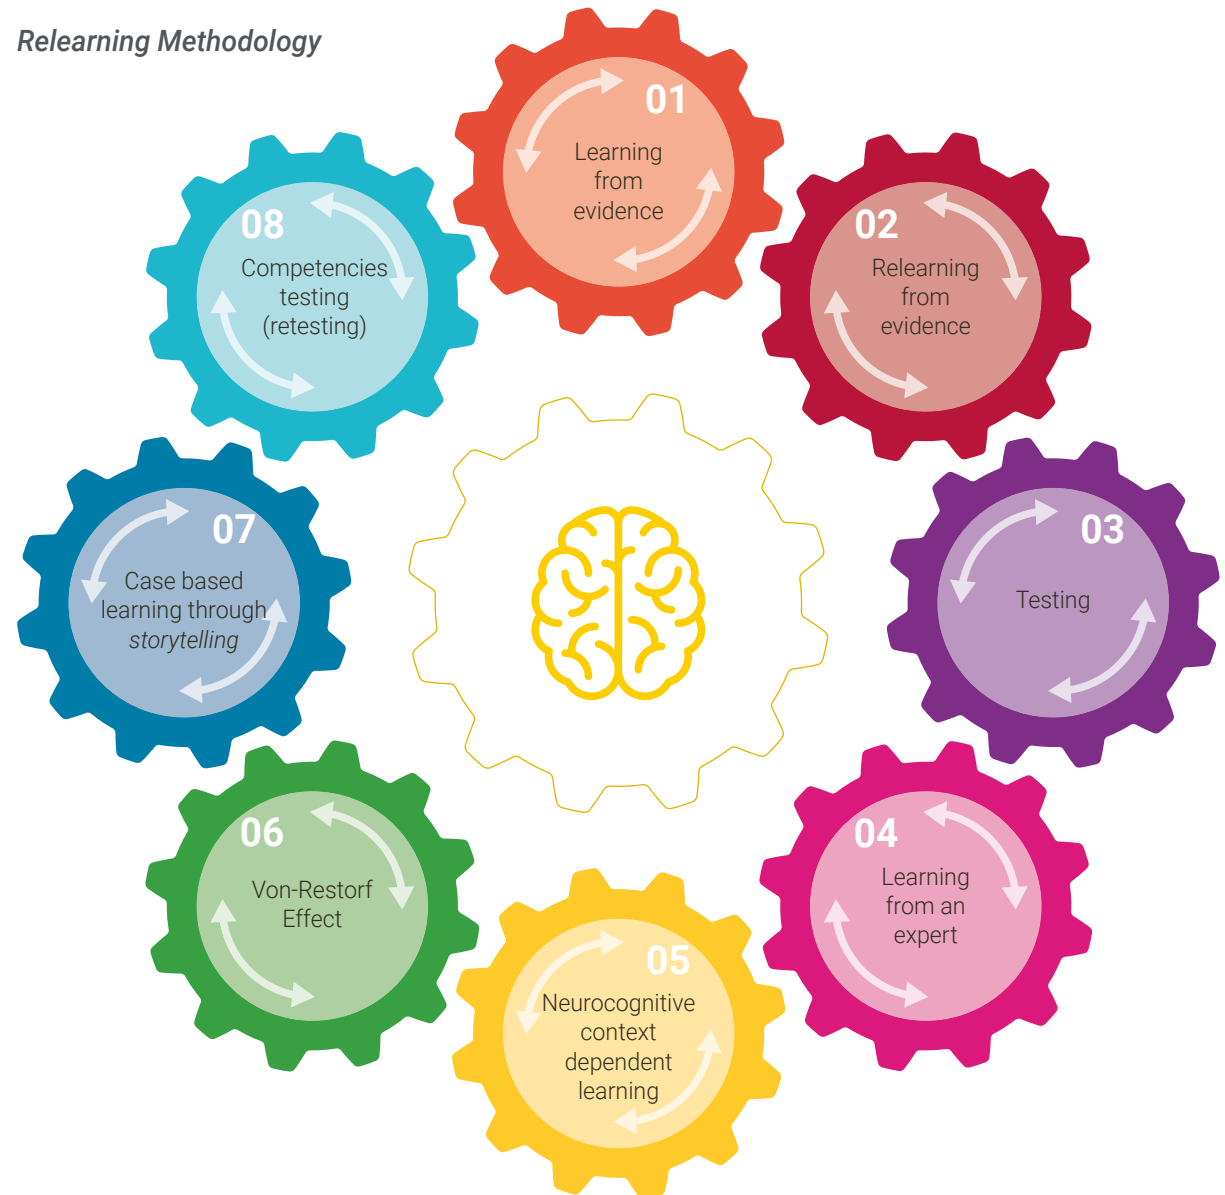 Relearning Methodology
01
Learning
from
evidence
02
Relearning
from
evidence
03
Testing
04
Learning
from an
expert
05
Neurocognitive
context
dependent
learning
06
Von-Restorf
Effect
07
Case based
learning through
storytelling
08
Competencies
testing
(retesting)